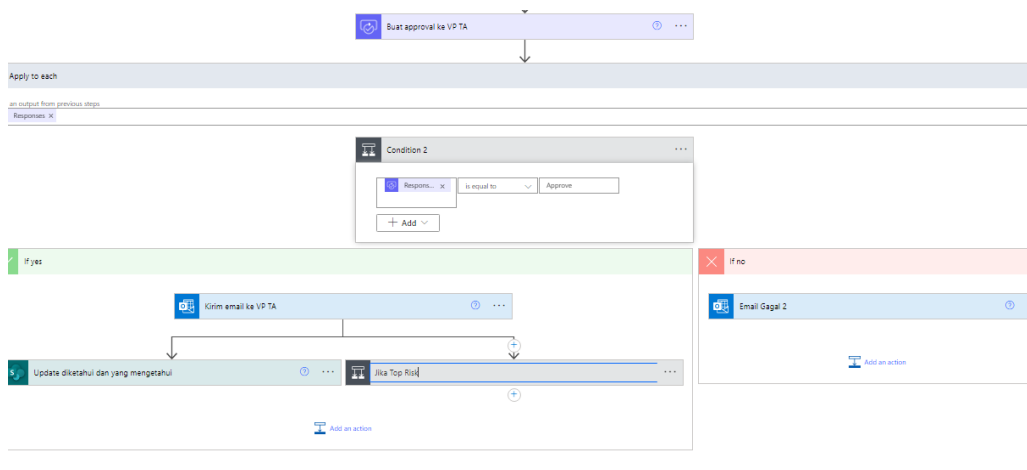 Buat approval ke VP TA
Apply to each
an output from previous steps
Responses
Condition 2
Respons...
is equal to
Approve
Add
If yes
If no
Kirim email ke VP TA
Email Gagal 2
Update diketahui dan yang mengetahui
Jika Top Risk
Add an action
Add an action